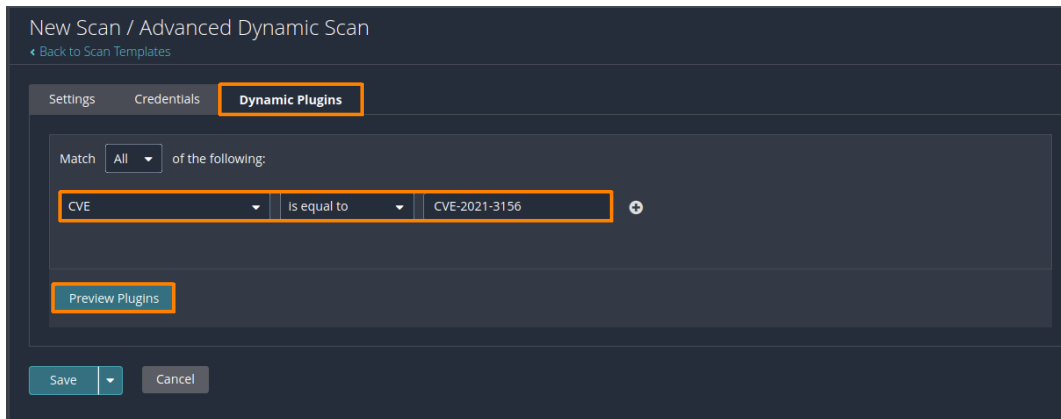 New Scan / Advanced Dynamic Scan
Back to Scan Templates
Settings Credentials Dynamic Plugins
Match All of the following:
CVE is equal to CVE-2021-3156
Preview Plugins
Save Cancel